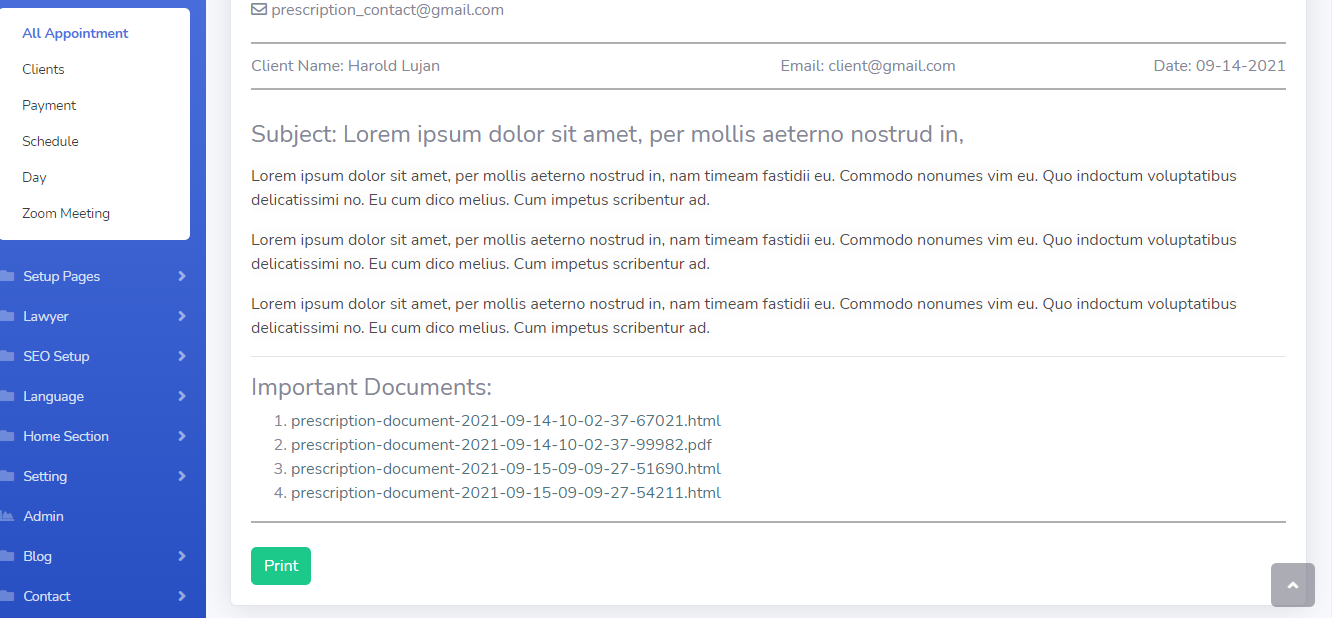 All Appointment
Clients
Payment
Schedule
Day
Zoom Meeting
Setup Pages
Lawyer
SEO Setup
Language
Home Section
Setting
Admin
Blog
Contact
prescription_contact@gmail.com
Client Name: Harold Lujan Email: client@gmail.com Date: 09-14-2021
Subject: Lorem ipsum dolor sit amet, per mollis aeterno nostrud in,
Lorem ipsum dolor sit amet, per mollis aeterno nostrud in, nam timeam fastidii eu. Commodo nonumes vim eu. Quo indoctum voluptatibus
delicatissimi no. Eu cum dico melius. Cum impetus scribentur ad.
Lorem ipsum dolor sit amet, per mollis aeterno nostrud in, nam timeam fastidii eu. Commodo nonumes vim eu. Quo indoctum voluptatibus
delicatissimi no. Eu cum dico melius. Cum impetus scribentur ad.
Lorem ipsum dolor sit amet, per mollis aeterno nostrud in, nam timeam fastidii eu. Commodo nonumes vim eu. Quo indoctum voluptatibus
delicatissimi no. Eu cum dico melius. Cum impetus scribentur ad.
Important Documents:
1. prescription-document-2021-09-14-10-02-37-67021.html
2. prescription-document-2021-09-14-10-02-37-99982.pdf
3. prescription-document-2021-09-15-09-09-27-51690.html
4. prescription-document-2021-09-15-09-09-27-54211.html
Print